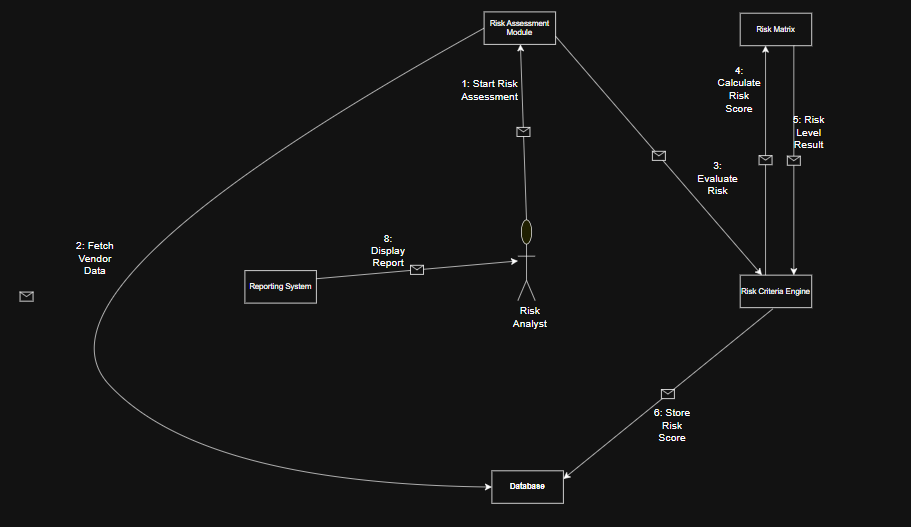 Risk Assessment
Module
Risk Matrix
4:
Calculate
Risk
Score
1: Start Risk
Assessment
5: Risk
Level
Result
3:
Evaluate
Risk
2: Fetch
Vendor
Data
8:
Display
Report
Reporting System
Risk Criteria Engine
Risk
Analyst
6: Store
Risk
Score
Database